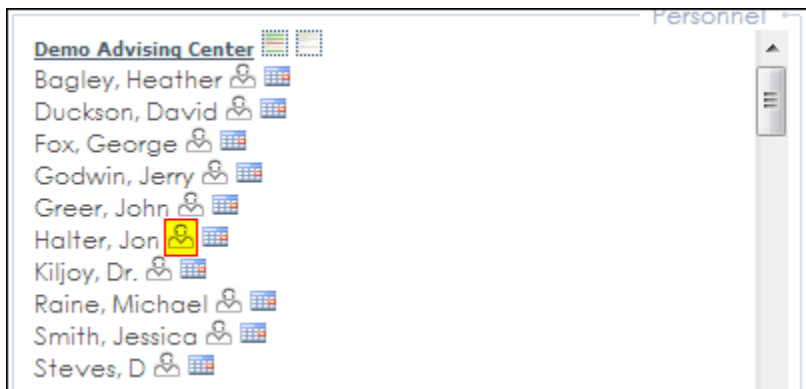 Personnel
Demo Advising Center
Bagley, Heather
Duckson, David
Fox, George
Godwin, Jerry
Greer, John
Halter, Jon
Kiljoy, Dr.
Raine, Michael
Smith, Jessica
Steves, D